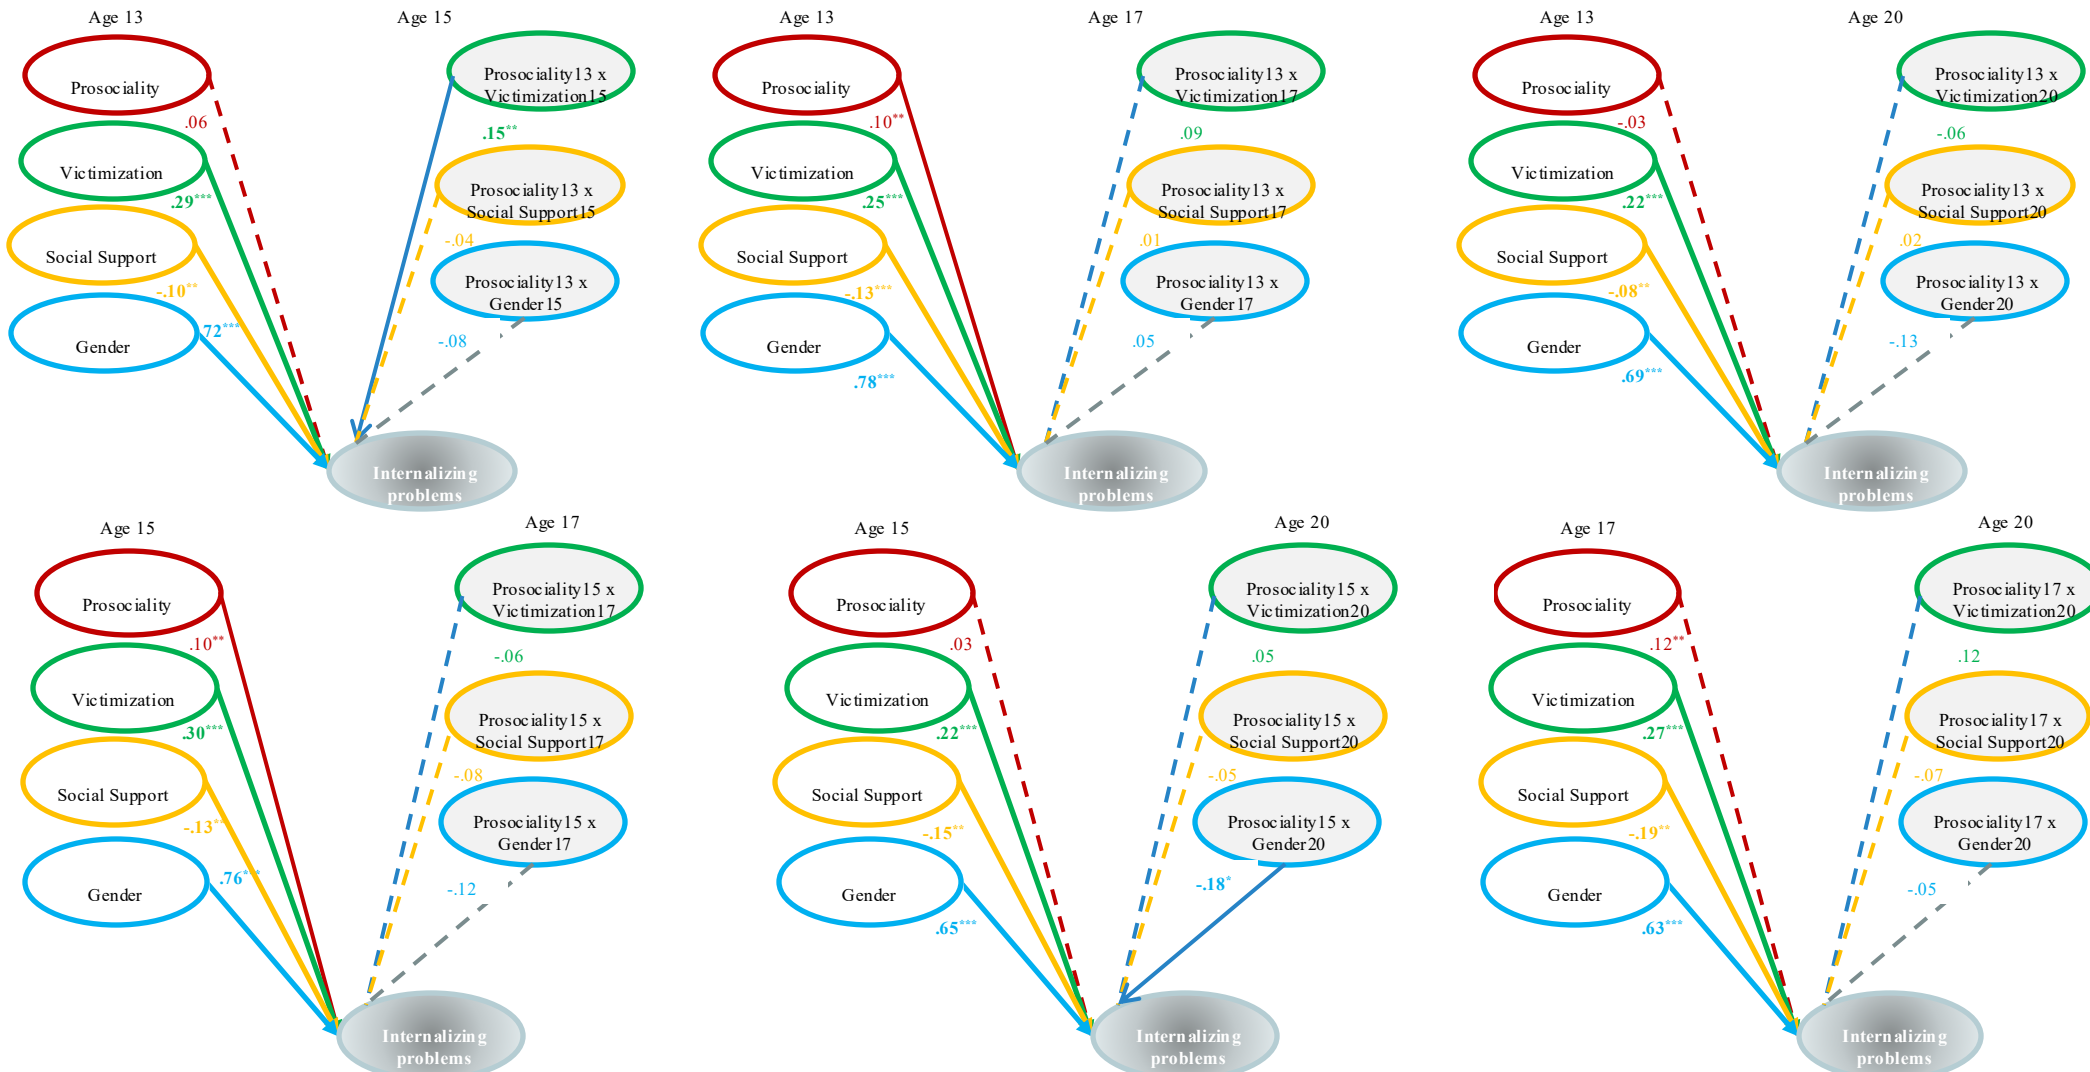 Age 13
Age 15
Prosociality
Prosociality13 x
Victimization15
.06
.15**
Victimization
.29***
Prosociality13 x
Social Support15
Social Support
-.04
-.10**
Prosociality13 x
Gender15
Gender
.72***
-.08
Internalizing
problems
Age 13
Age 17
Prosociality
Prosociality13 x
Victimization17
.10**
.09
Victimization
.25***
Prosociality13 x
Social Support17
Social Support
.01
-.13***
Prosociality13 x
Gender17
Gender
.78***
.05
Internalizing
problems
Age 13
Age 20
Prosociality
Prosociality13 x
Victimization20
-.03
-.06
Victimization
.22***
Prosociality13 x
Social Support20
Social Support
.02
-.08**
Prosociality13 x
Gender20
Gender
.69***
-.13
Internalizing
problems
Age 15
Age 17
Prosociality
Prosociality15 x
Victimization17
.10**
-.06
Victimization
.30***
Prosociality15 x
Social Support17
Social Support
-.08
-.13**
Prosociality15 x
Gender17
Gender
.76***
-.12
Internalizing
problems
Age 15
Age 20
Prosociality
Prosociality15 x
Victimization20
.03
.05
Victimization
.22***
Prosociality15 x
Social Support20
Social Support
-.05
-.15**
Prosociality15 x
Gender20
Gender
.65***
-.18*
Internalizing
problems
Age 17
Age 20
Prosociality
Prosociality17 x
Victimization20
.12**
.12
Victimization
.27***
Prosociality17 x
Social Support20
Social Support
-.07
-.19**
Prosociality17 x
Gender20
Gender
.63***
-.05
Internalizing
problems